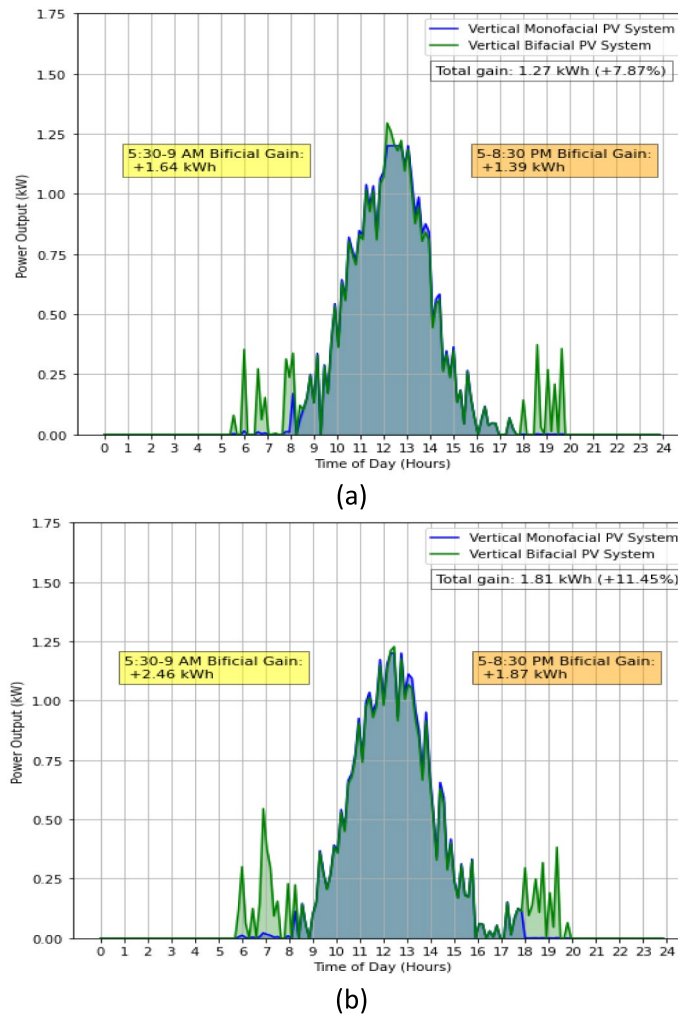 1.75
Vertical Monofacial PV System
Vertical Bifacial PV System
1.50
Total gain: 1.27 kWh (+7.87%)
1.25
5:30-9 AM Bificial Gain:
+1.64 kWh
5-8:30 PM Bificial Gain:
+1.39 kWh
1.00
Power Output (kW)
0.75
0.50
0.25
0.00
0 1 2 3 4 5 6 7 8 9 10 11 12 13 14 15 16 17 18 19 20 21 22 23 24
Time of Day (Hours)
(a)
1.75
Vertical Monofacial PV System
Vertical Bifacial PV System
1.50
Total gain: 1.81 kWh (+11.45%)
1.25
5:30-9 AM Bificial Gain:
+2.46 kWh
5-8:30 PM Bificial Gain:
+1.87 kWh
1.00
Power Output (kW)
0.75
0.50
0.25
0.00
0 1 2 3 4 5 6 7 8 9 10 11 12 13 14 15 16 17 18 19 20 21 22 23 24
Time of Day (Hours)
(b)